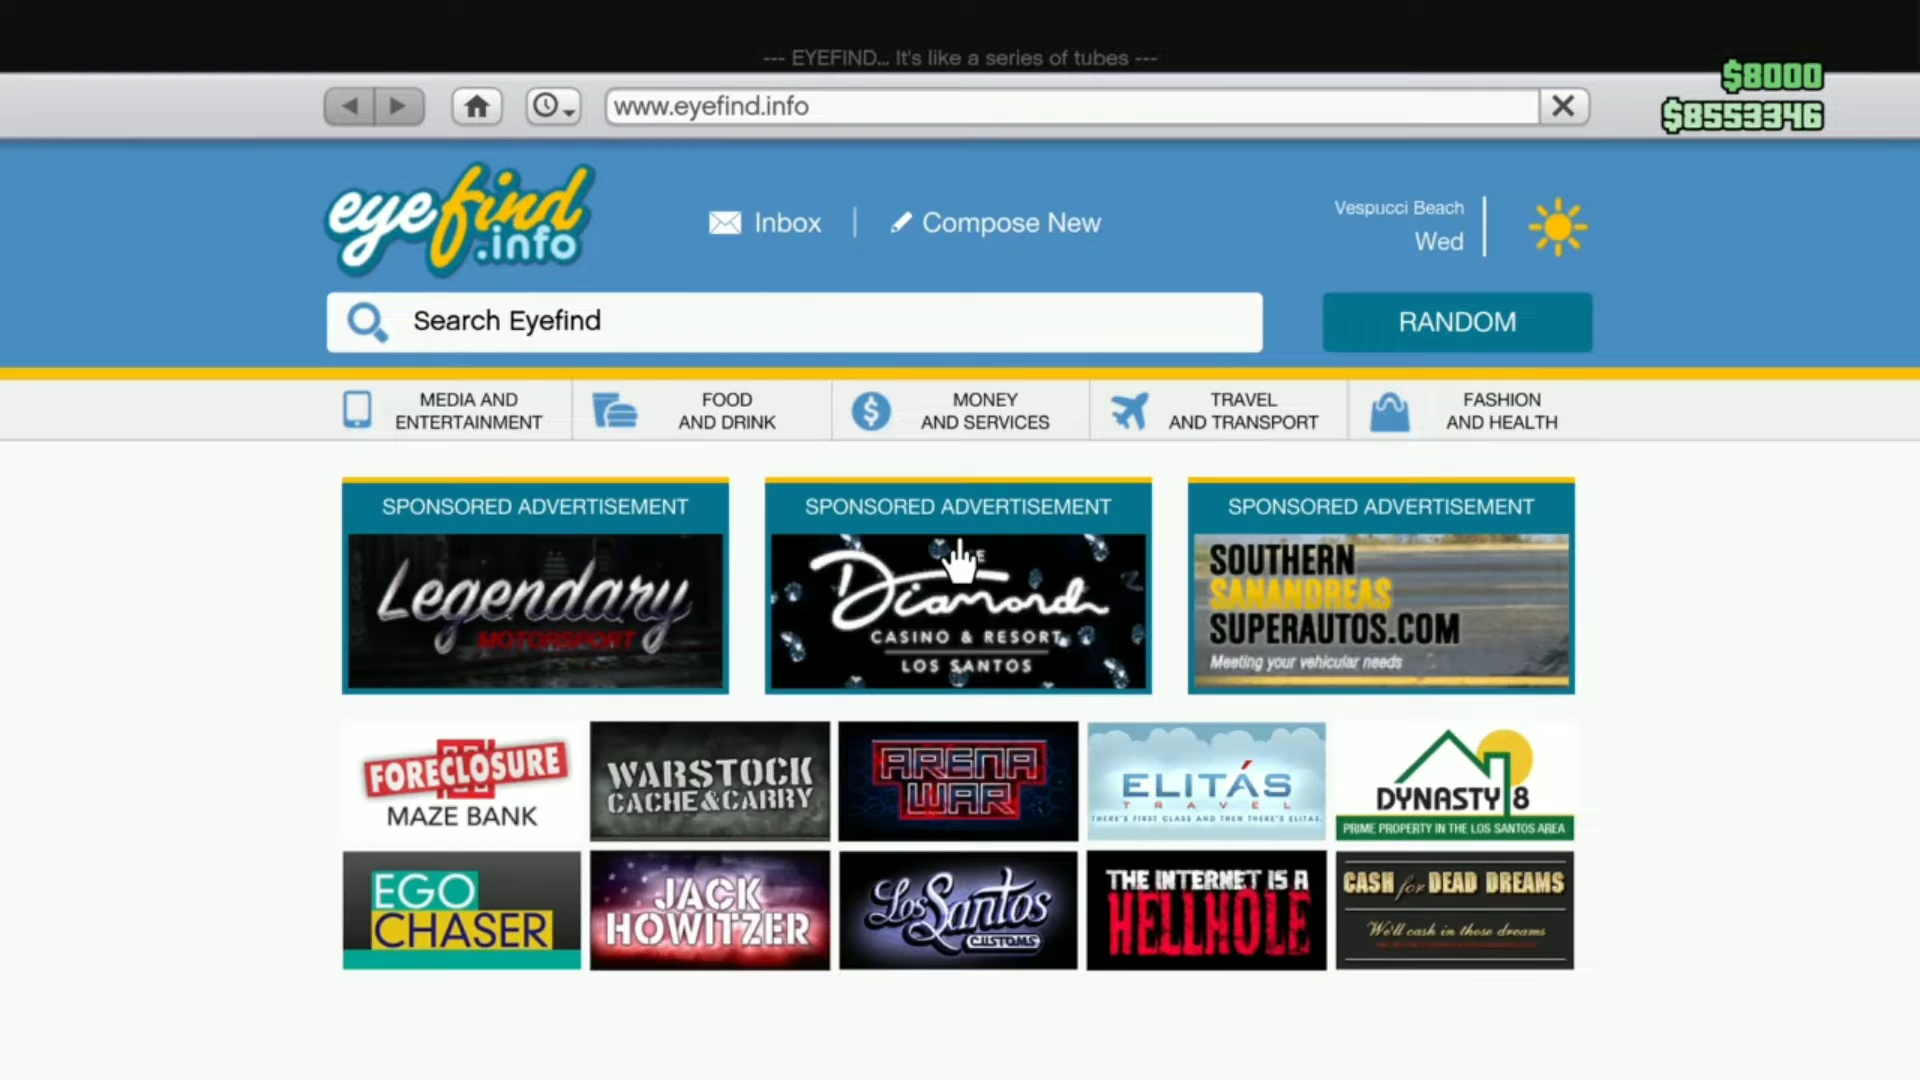 --- EYEFIND... It's like a series of tubes ---
$8000
www.eyefind.info
$8553346
eyefind
.info
Inbox
Compose New
Vespucci Beach
Wed
Search Eyefind
RANDOM
MEDIA AND
ENTERTAINMENT
FOOD
AND DRINK
MONEY
AND SERVICES
TRAVEL
AND TRANSPORT
FASHION
AND HEALTH
SPONSORED ADVERTISEMENT
Legendary
MOTORSPORT
SPONSORED ADVERTISEMENT
Diamond
CASINO & RESORT
LOS SANTOS
SPONSORED ADVERTISEMENT
SOUTHERN
SANANDREAS
SUPERAUTOS.COM
Meeting your vehicular needs
FORECLOSURE
MAZE BANK
WARSTOCK
CACHE&CARRY
ARENA
WAR
ELITÁS
TRAVEL
THERE'S FIRST CLASS AND THEN THERE'S ELITAS.
DYNASTY 8
PRIME PROPERTY IN THE LOS SANTOS AREA
EGO
CHASER
JACK
HOWITZER
Los Santos
CUSTOMS
THE INTERNET IS A
HELLHOLE
CASH for DEAD DREAMS
We'll cash in those dreams